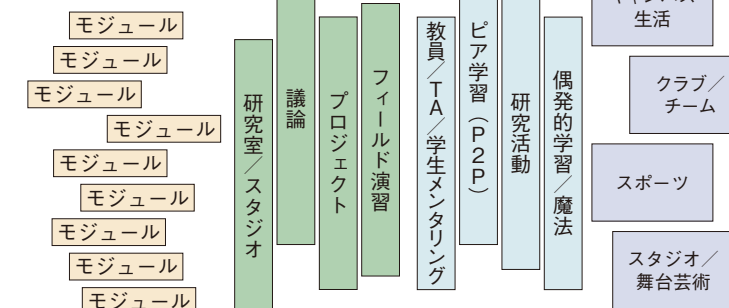 モジュール
モジュール
モジュール
モジュール
モジュール
モジュール
モジュール
モジュール
モジュール
研究室／スタジオ
議論
プロジェクト
フィールド演習
教員／TA／学生メンタリング
ピア学習（P2P）
研究活動
偶発的学習／魔法
生活
クラブ／
チーム
スポーツ
スタジオ／
舞台芸術